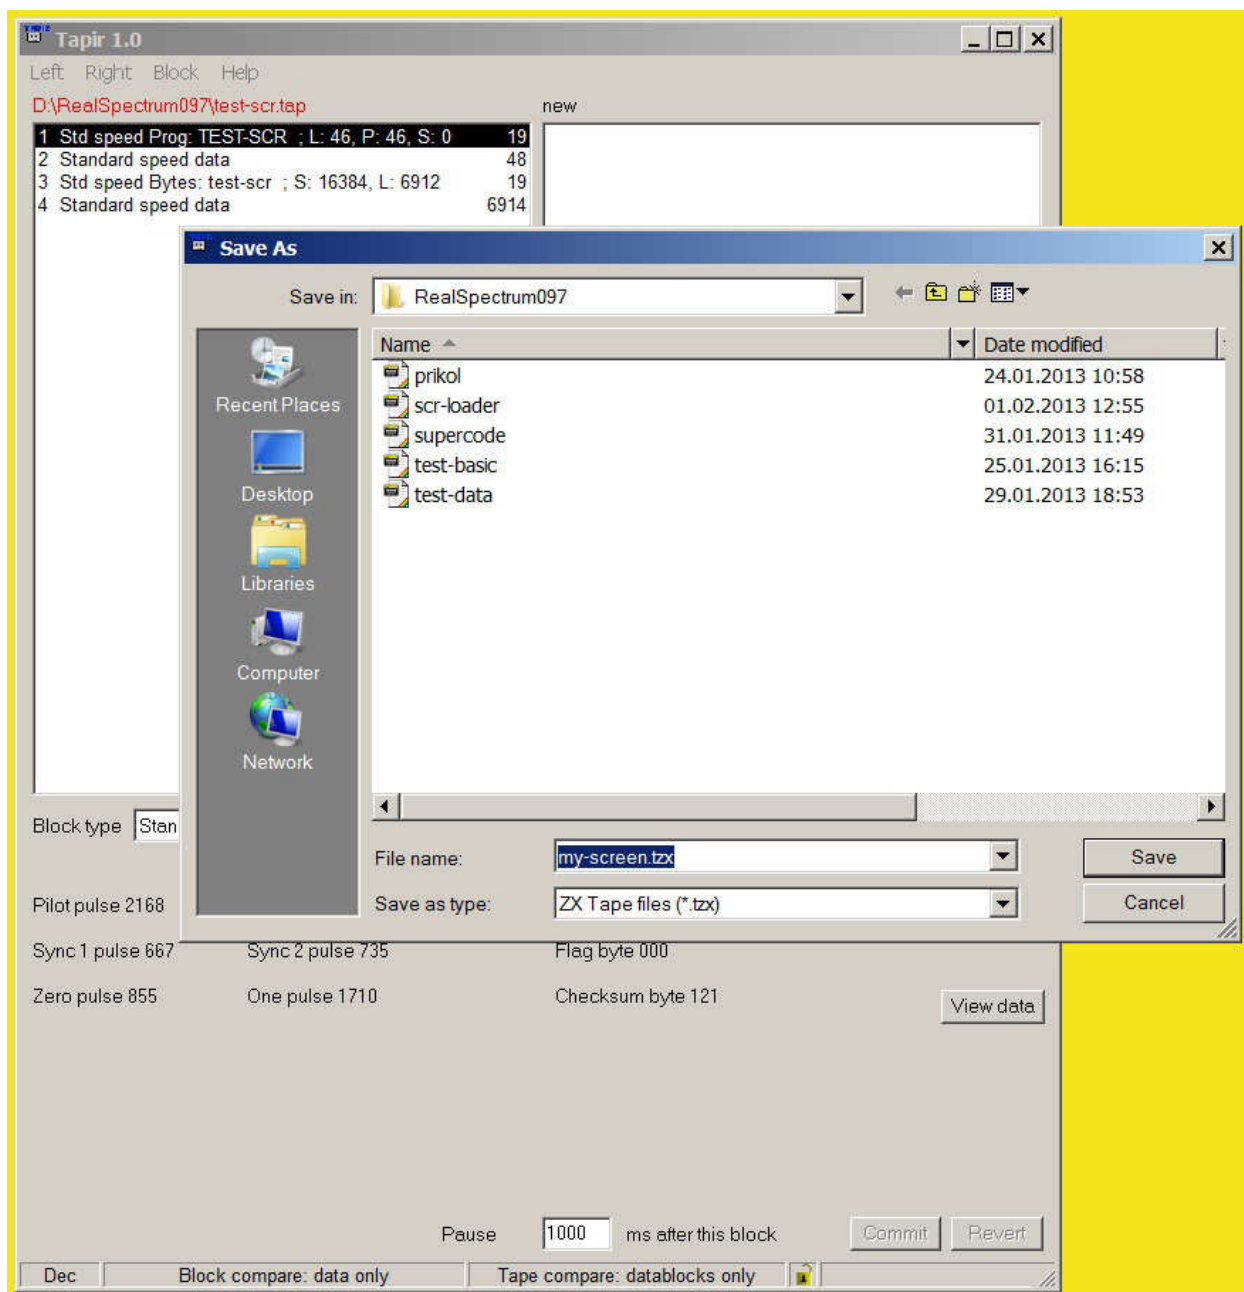 Tapir 1.0
Left Right Block Help
D:\RealSpectrum097\test-scr.tap new
1 Std speed Prog: TEST-SCR ; L: 46, P: 46, S: 0 19
2 Standard speed data 48
3 Std speed Bytes: test-scr ; S: 16384, L: 6912 19
4 Standard speed data 6914
Save As
Save in: RealSpectrum097
Name Date modified
prikol 24.01.2013 10:58
scr-loader 01.02.2013 12:55
supercode 31.01.2013 11:49
test-basic 25.01.2013 16:15
test-data 29.01.2013 18:53
Recent Places
Desktop
Libraries
Computer
Network
Block type Stan
File name: my-screen.tzx Save
Save as type: ZX Tape files (*.tzx) Cancel
Pilot pulse 2168
Sync 1 pulse 667 Sync 2 pulse 735 Flag byte 000
Zero pulse 855 One pulse 1710 Checksum byte 121 View data
Pause 1000 ms after this block Commit Revert
Dec Block compare: data only Tape compare: datablocks only